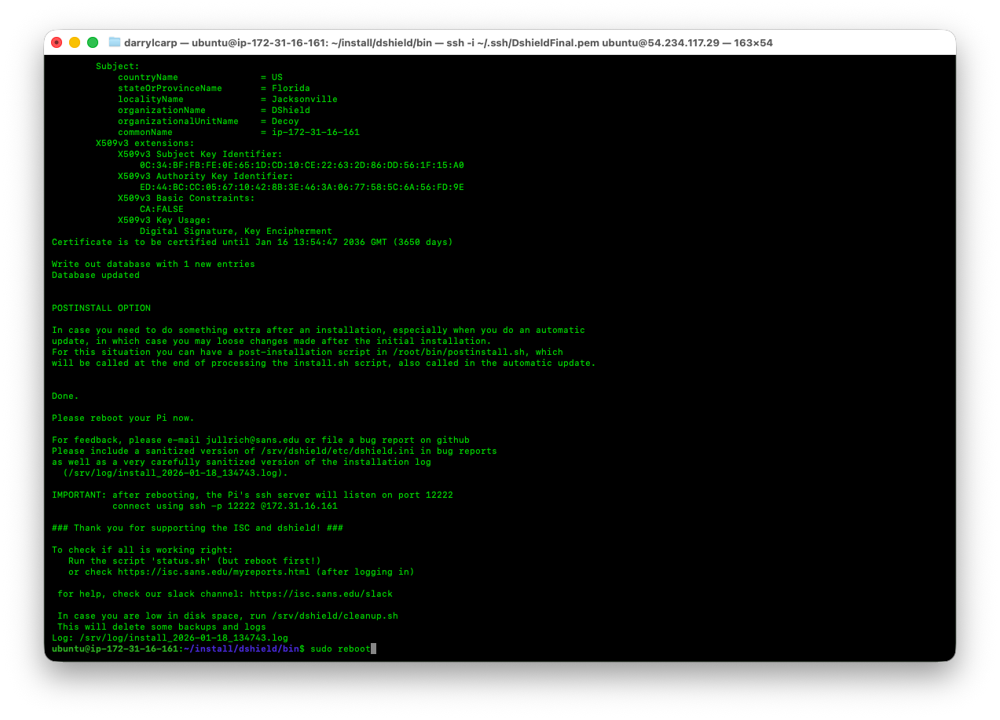 darrylcarp — ubuntu@ip-172-31-16-161: ~/install/dshield/bin — ssh -i ~/.ssh/DshieldFinal.pem ubuntu@54.234.117.29 — 163×54
Subject:
countryName = US
stateOrProvinceName = Florida
localityName = Jacksonville
organizationName = DShield
organizationalUnitName = Decoy
commonName = ip-172-31-16-161
X509v3 extensions:
X509v3 Subject Key Identifier:
0C:34:BF:FB:FE:0E:65:1D:CD:10:CE:22:63:2D:86:DD:56:1F:15:A0
X509v3 Authority Key Identifier:
ED:44:BC:CC:05:67:10:42:8B:3E:46:3A:06:77:58:5C:6A:56:FD:9E
X509v3 Basic Constraints:
CA:FALSE
X509v3 Key Usage:
Digital Signature, Key Encipherment
Certificate is to be certified until Jan 16 13:54:47 2036 GMT (3650 days)
Write out database with 1 new entries
Database updated
POSTINSTALL OPTION
In case you need to do something extra after an installation, especially when you do an automatic
update, in which case you may loose changes made after the initial installation.
For this situation you can have a post-installation script in /root/bin/postinstall.sh, which
will be called at the end of processing the install.sh script, also called in the automatic update.
Done.
Please reboot your Pi now.
For feedback, please e-mail jullrich@sans.edu or file a bug report on github
Please include a sanitized version of /srv/dshield/etc/dshield.ini in bug reports
as well as a very carefully sanitized version of the installation log
(/srv/log/install_2026-01-18_134743.log).
IMPORTANT: after rebooting, the Pi's ssh server will listen on port 12222
connect using ssh -p 12222 @172.31.16.161
### Thank you for supporting the ISC and dshield! ###
To check if all is working right:
Run the script 'status.sh' (but reboot first!)
or check https://isc.sans.edu/myreports.html (after logging in)
for help, check our slack channel: https://isc.sans.edu/slack
In case you are low in disk space, run /srv/dshield/cleanup.sh
This will delete some backups and logs
Log: /srv/log/install_2026-01-18_134743.log
ubuntu@ip-172-31-16-161:~/install/dshield/bin$ sudo reboot